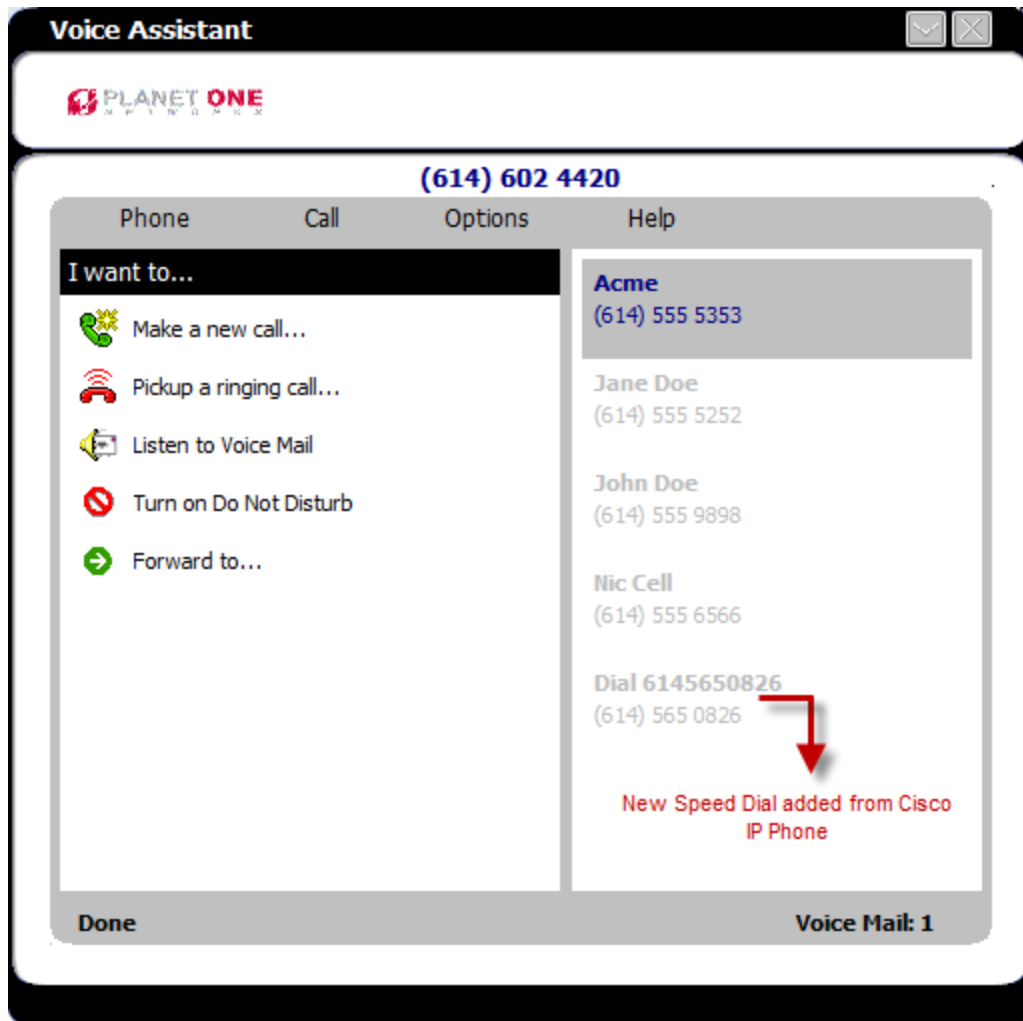 Voice Assistant
PLANET ONE
(614) 602 4420
Phone Call Options Help
I want to...
Make a new call...
Pickup a ringing call...
Listen to Voice Mail
Turn on Do Not Disturb
Forward to...
Acme
(614) 555 5353
Jane Doe
(614) 555 5252
John Doe
(614) 555 9898
Nic Cell
(614) 555 6566
Dial 6145650826
(614) 565 0826
New Speed Dial added from Cisco
IP Phone
Done
Voice Mail: 1